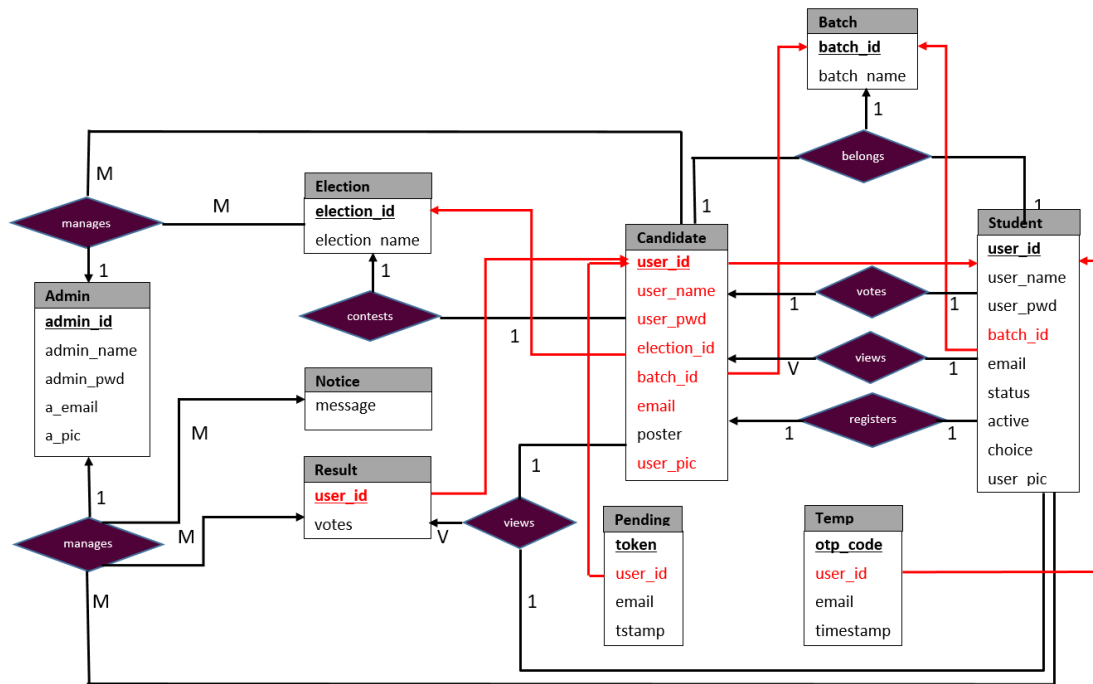 Batch
batch_id
batch_name
1
belongs
M
M
manages
1
Election
election_id
election_name
1
contests
1
1
1
Candidate
user_id
user_name
user_pwd
election_id
batch_id
email
poster
user_pic
Student
user_id
user_name
user_pwd
batch_id
email
status
active
choice
user_pic
votes
1
1
views
V
1
registers
1
1
Admin
admin_id
admin_name
admin_pwd
a_email
a_pic
1
Notice
message
M
Result
user_id
votes
M
manages
M
views
1
V
1
Pending
token
user_id
email
tstamp
Temp
otp_code
user_id
email
timestamp